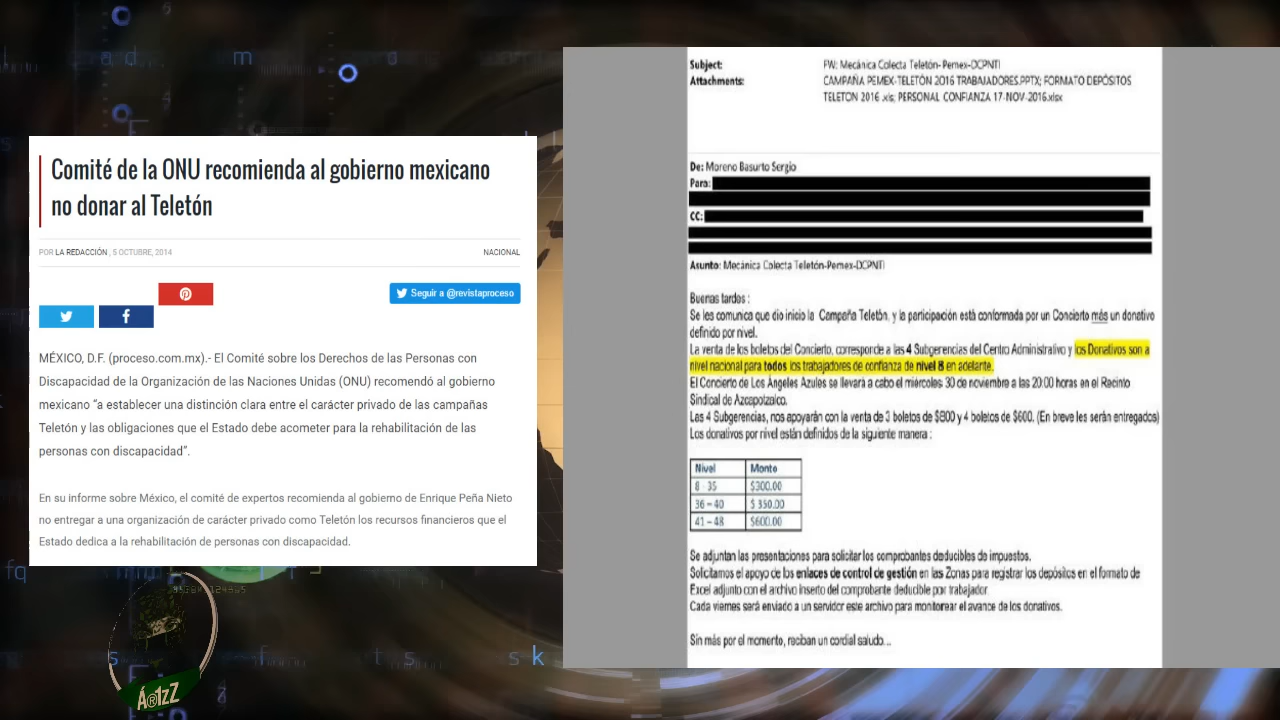 Comité de la ONU recomienda al gobierno mexicano
no donar al Teletón
POR LA REDACCIÓN , 5 OCTUBRE, 2014
NACIONAL
Seguir a @revistaproceso
MÉXICO, D.F. (proceso.com.mx).- El Comité sobre los Derechos de las Personas con
Discapacidad de la Organización de las Naciones Unidas (ONU) recomendó al gobierno
mexicano “a establecer una distinción clara entre el carácter privado de las campañas
Teletón y las obligaciones que el Estado debe acometer para la rehabilitación de las
personas con discapacidad”.
En su informe sobre México, el comité de expertos recomienda al gobierno de Enrique Peña Nieto
no entregar a una organización de carácter privado como Teletón los recursos financieros que el
Estado dedica a la rehabilitación de personas con discapacidad.
Subject: FW: Mecánica Colecta Teletón- Pemex-DCPNTI
Attachments: CAMPAÑA PEMEX-TELETÓN 2016 TRABAJADORES.PPTX; FORMATO DEPÓSITOS
TELETON 2016 .xls; PERSONAL CONFIANZA 17-NOV-2016.xlsx
De: Moreno Basurto Sergio
Para:
CC:
Asunto: Mecánica Colecta Teletón-Pemex-DCPNTI
Buenas tardes :
Se les comunica que dio inicio la Campaña Teletón, y la participación está conformada por un Concierto más un donativo
definido por nivel.
La venta de los boletos del Concierto, corresponde a las 4 Subgerencias del Centro Administrativo y los Donativos son a
nivel nacional para todos los trabajadores de confianza de nivel 8 en adelante.
El Concierto de Los Ángeles Azules se llevará a cabo el miércoles 30 de noviembre a las 20:00 horas en el Recinto
Sindical de Azcapozalco.
Las 4 Subgerencias, nos apoyarán con la venta de 3 boletos de $800 y 4 boletos de $600. (En breve les serán entregados)
Los donativos por nivel están definidos de la siguiente manera :
Nivel Monto
8 - 35 $300.00
36 – 40 $ 350.00
41 – 48 $600.00
Se adjuntan las presentaciones para solicitar los comprobantes deducibles de impuestos.
Solicitamos el apoyo de los enlaces de control de gestión en las Zonas para registrar los depósitos en el formato de
Excel adjunto con el archivo inserto del comprobante deducible por trabajador.
Cada viernes será enviado a un servidor este archivo para monitorear el avance de los donativos.
Sin más por el momento, reciban un cordial saludo...
Á®1zZ